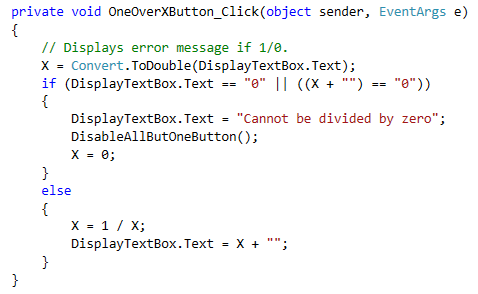 private void OneOverXButton_Click(object sender, EventArgs e)
{
    // Displays error message if 1/0.
    X = Convert.ToDouble(DisplayTextBox.Text);
    if (DisplayTextBox.Text == "0" || ((X + "") == "0"))
    {
        DisplayTextBox.Text = "Cannot be divided by zero";
        DisableAllButOneButton();
        X = 0;
    }
    else
    {
        X = 1 / X;
        DisplayTextBox.Text = X + "";
    }
}